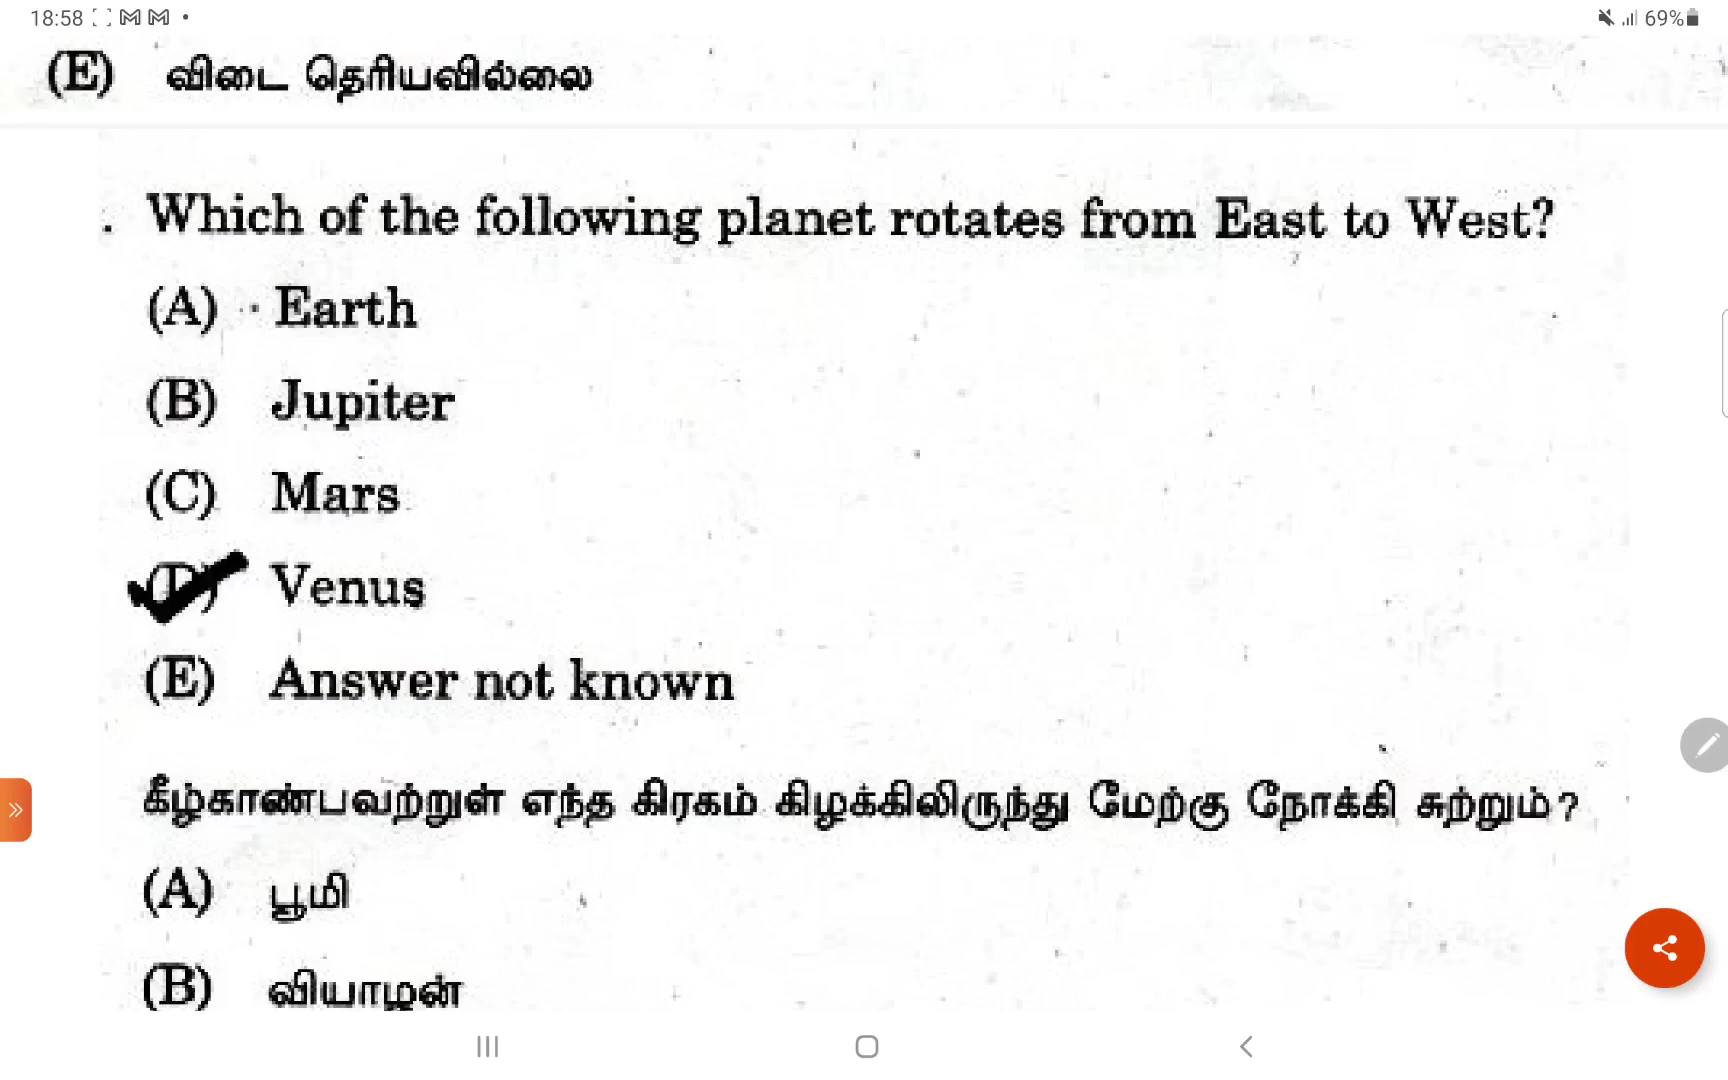 18:58
69%
(E) விடை தெரியவில்லை
. Which of the following planet rotates from East to West?
(A) Earth
(B) Jupiter
(C) Mars
(D) Venus
(E) Answer not known
கீழ்காண்பவற்றுள் எந்த கிரகம் கிழக்கிலிருந்து மேற்கு நோக்கி சுற்றும்?
(A) பூமி
(B) வியாழன்